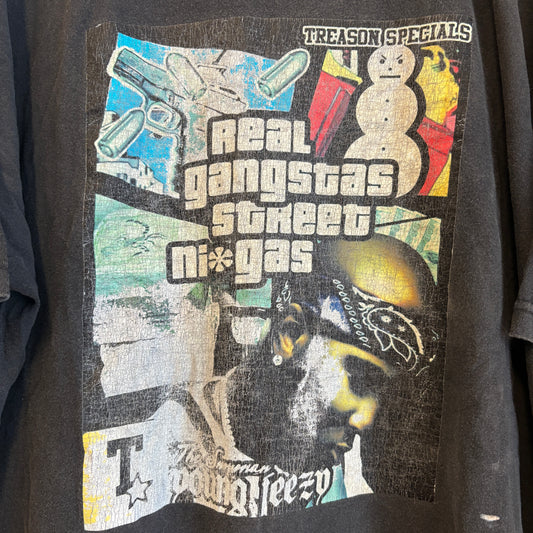 TREASON SPECIALS
Real
gangstas
street
ni*gas
T
The Snowman
Young Jeezy